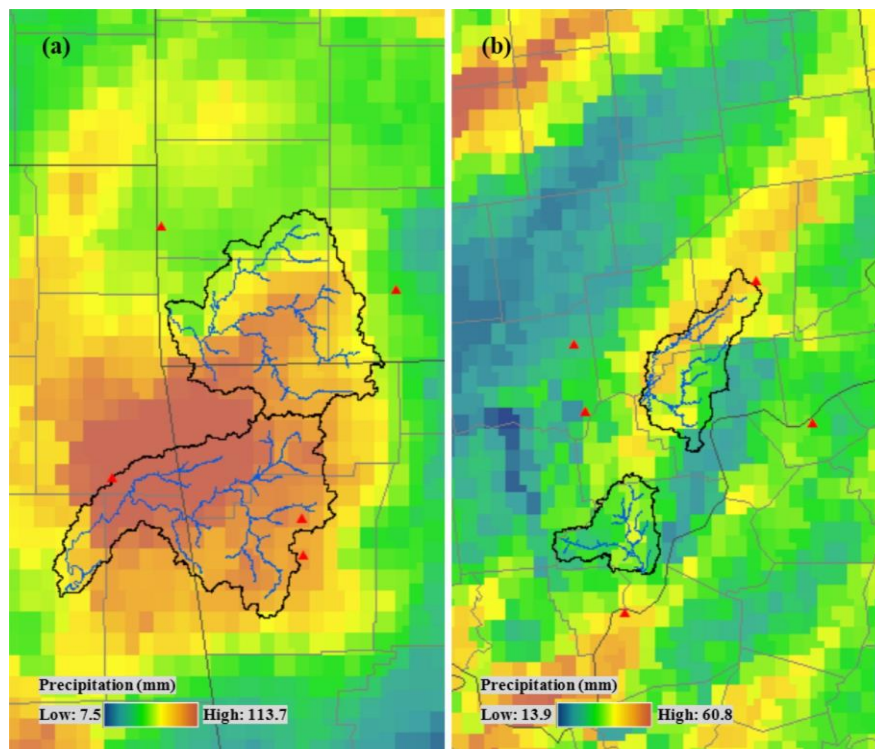 (a)
(b)
Precipitation (mm)
Low: 7.5 High: 113.7
Precipitation (mm)
Low: 13.9 High: 60.8